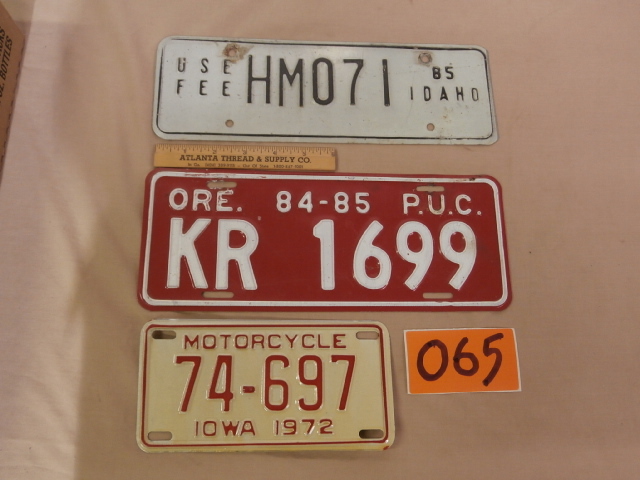 USE FEE HM071 85 IDAHO
ATLANTA THREAD & SUPPLY CO.
ORE. 84-85 P.U.C.
KR 1699
MOTORCYCLE
74-697
IOWA 1972
065